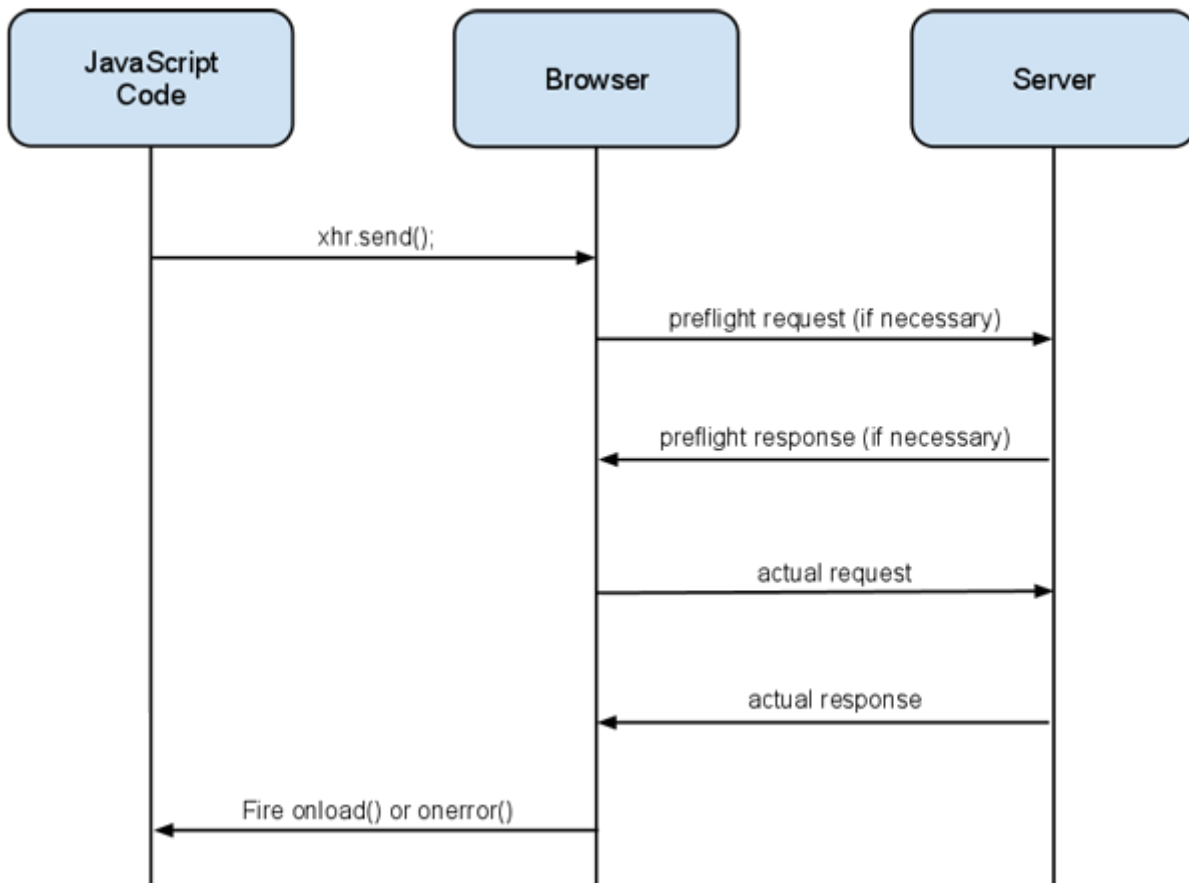 JavaScript
Code
Browser
Server
xhr.send();
preflight request (if necessary)
preflight response (if necessary)
actual request
actual response
Fire onload() or onerror()